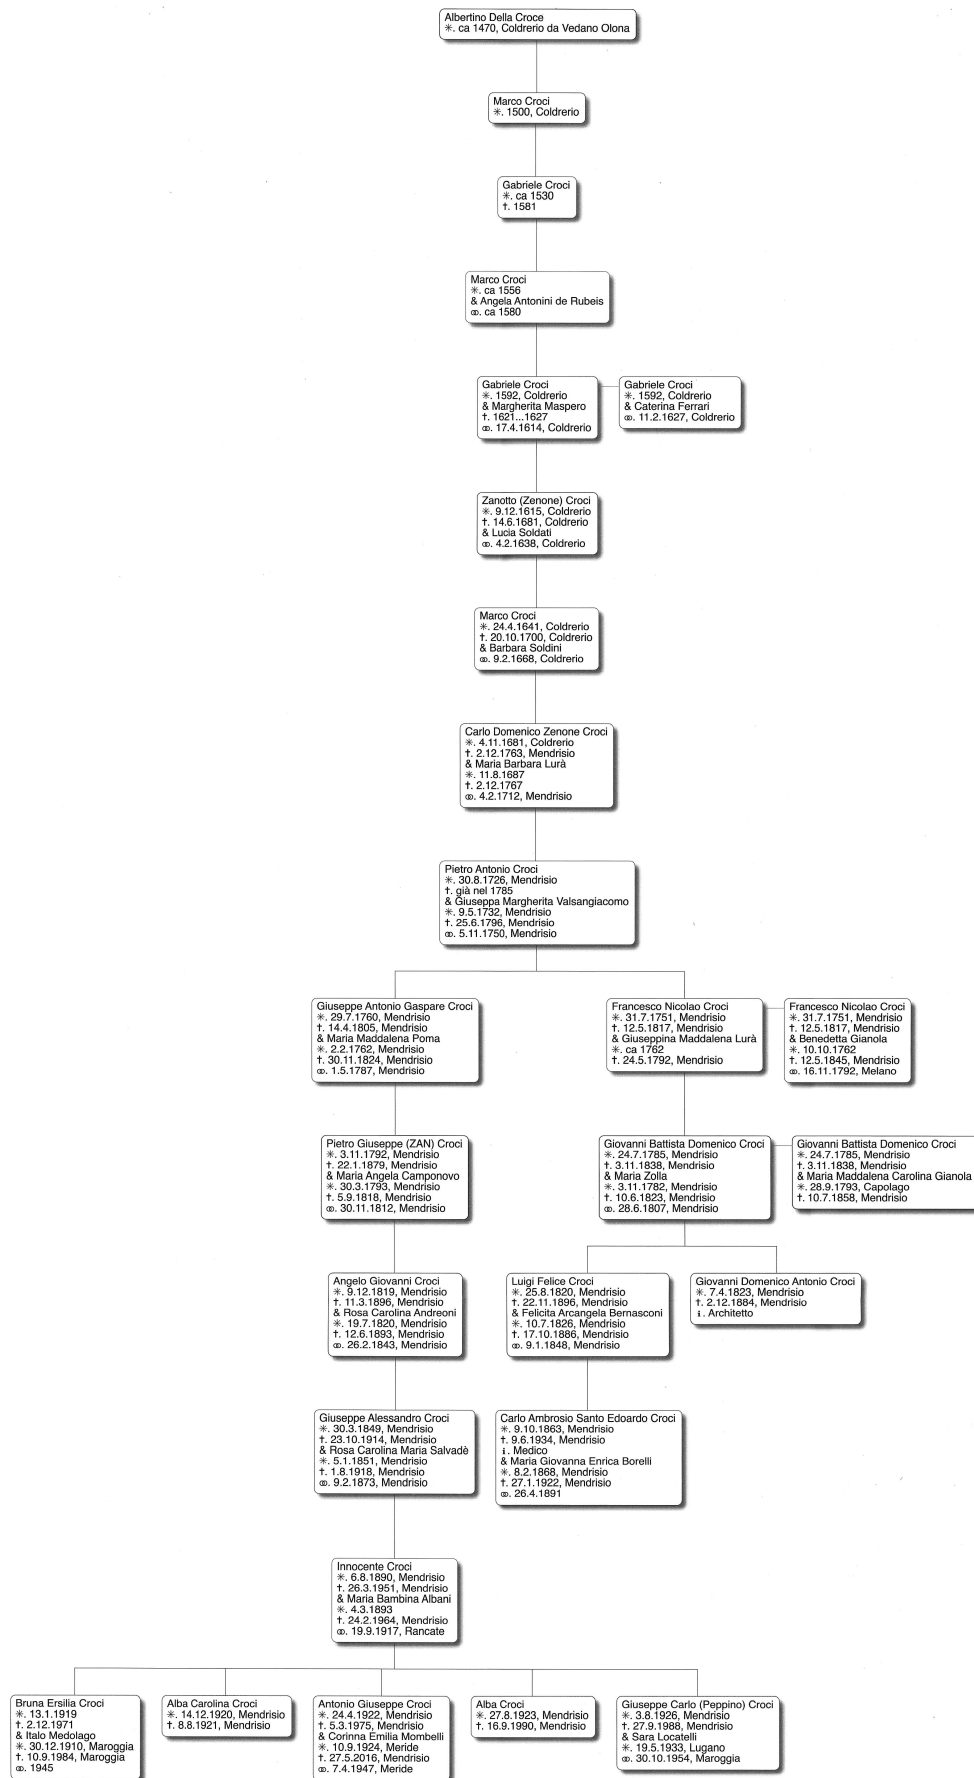 Albertino Della Croce
✳. ca 1470, Coldrerio da Vedano Olona
Marco Croci
✳. 1500, Coldrerio
Gabriele Croci
✳. ca 1530
†. 1581
Marco Croci
✳. ca 1556
& Angela Antonini de Rubeis
⚭. ca 1580
Gabriele Croci
✳. 1592, Coldrerio
& Margherita Maspero
†. 1621...1627
⚭. 17.4.1614, Coldrerio
Gabriele Croci
✳. 1592, Coldrerio
& Caterina Ferrari
⚭. 11.2.1627, Coldrerio
Zanotto (Zenone) Croci
✳. 9.12.1615, Coldrerio
†. 14.6.1681, Coldrerio
& Lucia Soldati
⚭. 4.2.1638, Coldrerio
Marco Croci
✳. 24.4.1641, Coldrerio
†. 20.10.1700, Coldrerio
& Barbara Soldini
⚭. 9.2.1668, Coldrerio
Carlo Domenico Zenone Croci
✳. 4.11.1681, Coldrerio
†. 2.12.1763, Mendrisio
& Maria Barbara Lurà
✳. 11.8.1687
†. 2.12.1767
⚭. 4.2.1712, Mendrisio
Pietro Antonio Croci
✳. 30.8.1726, Mendrisio
†. già nel 1785
& Giuseppa Margherita Valsangiacomo
✳. 9.5.1732, Mendrisio
†. 25.6.1796, Mendrisio
⚭. 5.11.1750, Mendrisio
Giuseppe Antonio Gaspare Croci
✳. 29.7.1760, Mendrisio
†. 14.4.1805, Mendrisio
& Maria Maddalena Poma
✳. 2.2.1762, Mendrisio
†. 30.11.1824, Mendrisio
⚭. 1.5.1787, Mendrisio
Francesco Nicolao Croci
✳. 31.7.1751, Mendrisio
†. 12.5.1817, Mendrisio
& Giuseppina Maddalena Lurà
✳. ca 1762
†. 24.5.1792, Mendrisio
Francesco Nicolao Croci
✳. 31.7.1751, Mendrisio
†. 12.5.1817, Mendrisio
& Benedetta Gianola
✳. 10.10.1762
†. 12.5.1845, Mendrisio
⚭. 16.11.1792, Melano
Pietro Giuseppe (ZAN) Croci
✳. 3.11.1792, Mendrisio
†. 22.1.1879, Mendrisio
& Maria Angela Camponovo
✳. 30.3.1793, Mendrisio
†. 5.9.1818, Mendrisio
⚭. 30.11.1812, Mendrisio
Giovanni Battista Domenico Croci
✳. 24.7.1785, Mendrisio
†. 3.11.1838, Mendrisio
& Maria Zolla
✳. 3.11.1782, Mendrisio
†. 10.6.1823, Mendrisio
⚭. 28.6.1807, Mendrisio
Giovanni Battista Domenico Croci
✳. 24.7.1785, Mendrisio
†. 3.11.1838, Mendrisio
& Maria Maddalena Carolina Gianola
✳. 28.9.1793, Capolago
†. 10.7.1858, Mendrisio
Angelo Giovanni Croci
✳. 9.12.1819, Mendrisio
†. 11.3.1896, Mendrisio
& Rosa Carolina Andreoni
✳. 19.7.1820, Mendrisio
†. 12.6.1893, Mendrisio
⚭. 26.2.1843, Mendrisio
Luigi Felice Croci
✳. 25.8.1820, Mendrisio
†. 22.11.1896, Mendrisio
& Felicita Arcangela Bernasconi
✳. 10.7.1826, Mendrisio
†. 17.10.1886, Mendrisio
⚭. 9.1.1848, Mendrisio
Giovanni Domenico Antonio Croci
✳. 7.4.1823, Mendrisio
†. 2.12.1884, Mendrisio
i. Architetto
Giuseppe Alessandro Croci
✳. 30.3.1849, Mendrisio
†. 23.10.1914, Mendrisio
& Rosa Carolina Maria Salvadè
✳. 5.1.1851, Mendrisio
†. 1.8.1918, Mendrisio
⚭. 9.2.1873, Mendrisio
Carlo Ambrosio Santo Edoardo Croci
✳. 9.10.1863, Mendrisio
†. 9.6.1934, Mendrisio
i. Medico
& Maria Giovanna Enrica Borelli
✳. 8.2.1868, Mendrisio
†. 27.1.1922, Mendrisio
⚭. 26.4.1891
Innocente Croci
✳. 6.8.1890, Mendrisio
†. 26.3.1951, Mendrisio
& Maria Bambina Albani
✳. 4.3.1893
†. 24.2.1964, Mendrisio
⚭. 19.9.1917, Rancate
Bruna Ersilia Croci
✳. 13.1.1919
†. 2.12.1971
& Italo Medolago
✳. 30.12.1910, Maroggia
†. 10.9.1984, Maroggia
⚭. 1945
Alba Carolina Croci
✳. 14.12.1920, Mendrisio
†. 8.8.1921, Mendrisio
Antonio Giuseppe Croci
✳. 24.4.1922, Mendrisio
†. 5.3.1975, Mendrisio
& Corinna Emilia Mombelli
✳. 10.9.1924, Meride
†. 27.5.2016, Mendrisio
⚭. 7.4.1947, Meride
Alba Croci
✳. 27.8.1923, Mendrisio
†. 16.9.1990, Mendrisio
Giuseppe Carlo (Peppino) Croci
✳. 3.8.1926, Mendrisio
†. 27.9.1988, Mendrisio
& Sara Locatelli
✳. 19.5.1933, Lugano
⚭. 30.10.1954, Maroggia